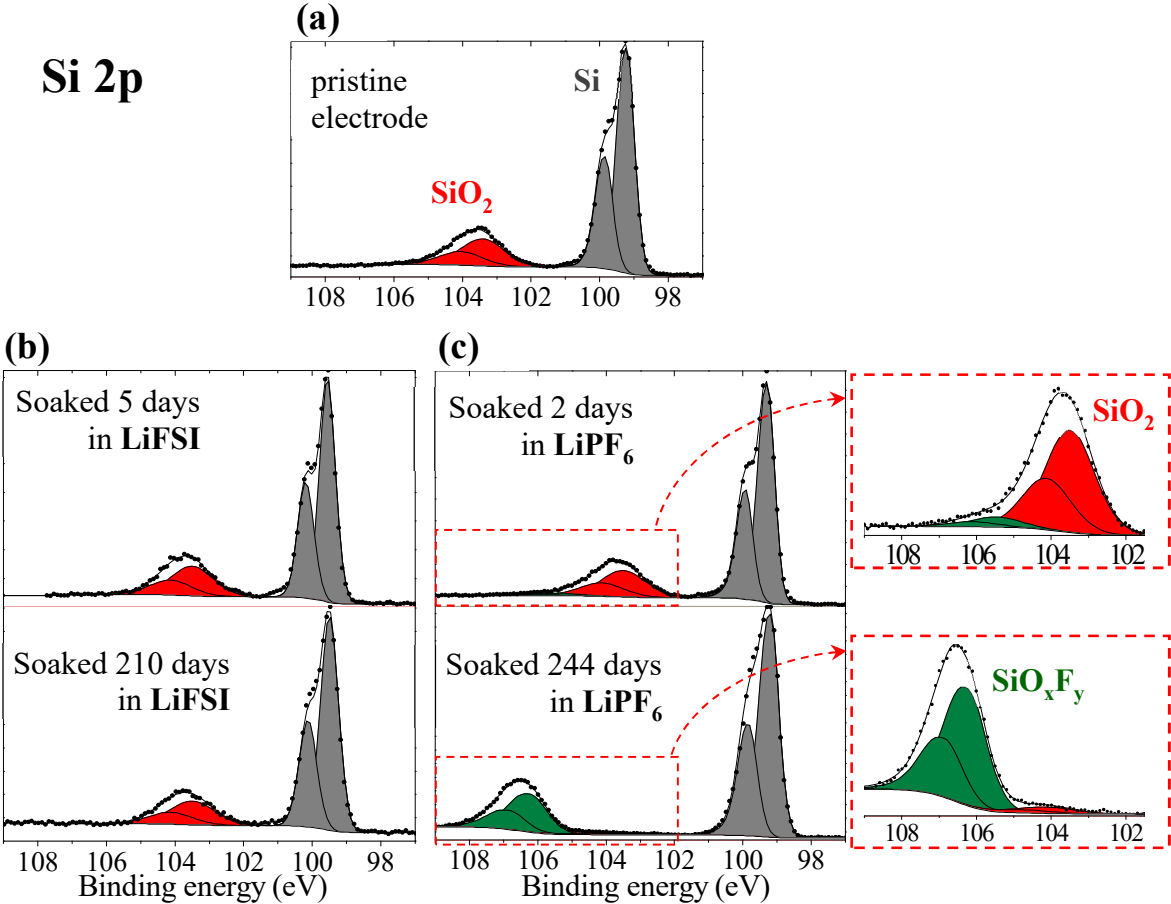 (a)
Si 2p
pristine
electrode
Si
SiO₂
108 106 104 102 100 98
(b)
(c)
Soaked 5 days
in LiFSI
Soaked 2 days
in LiPF₆
SiO₂
108 106 104 102
Soaked 210 days
in LiFSI
Soaked 244 days
in LiPF₆
SiOₓFᵧ
108 106 104 102
108 106 104 102 100 98
108 106 104 102 100 98
Binding energy (eV)
Binding energy (eV)